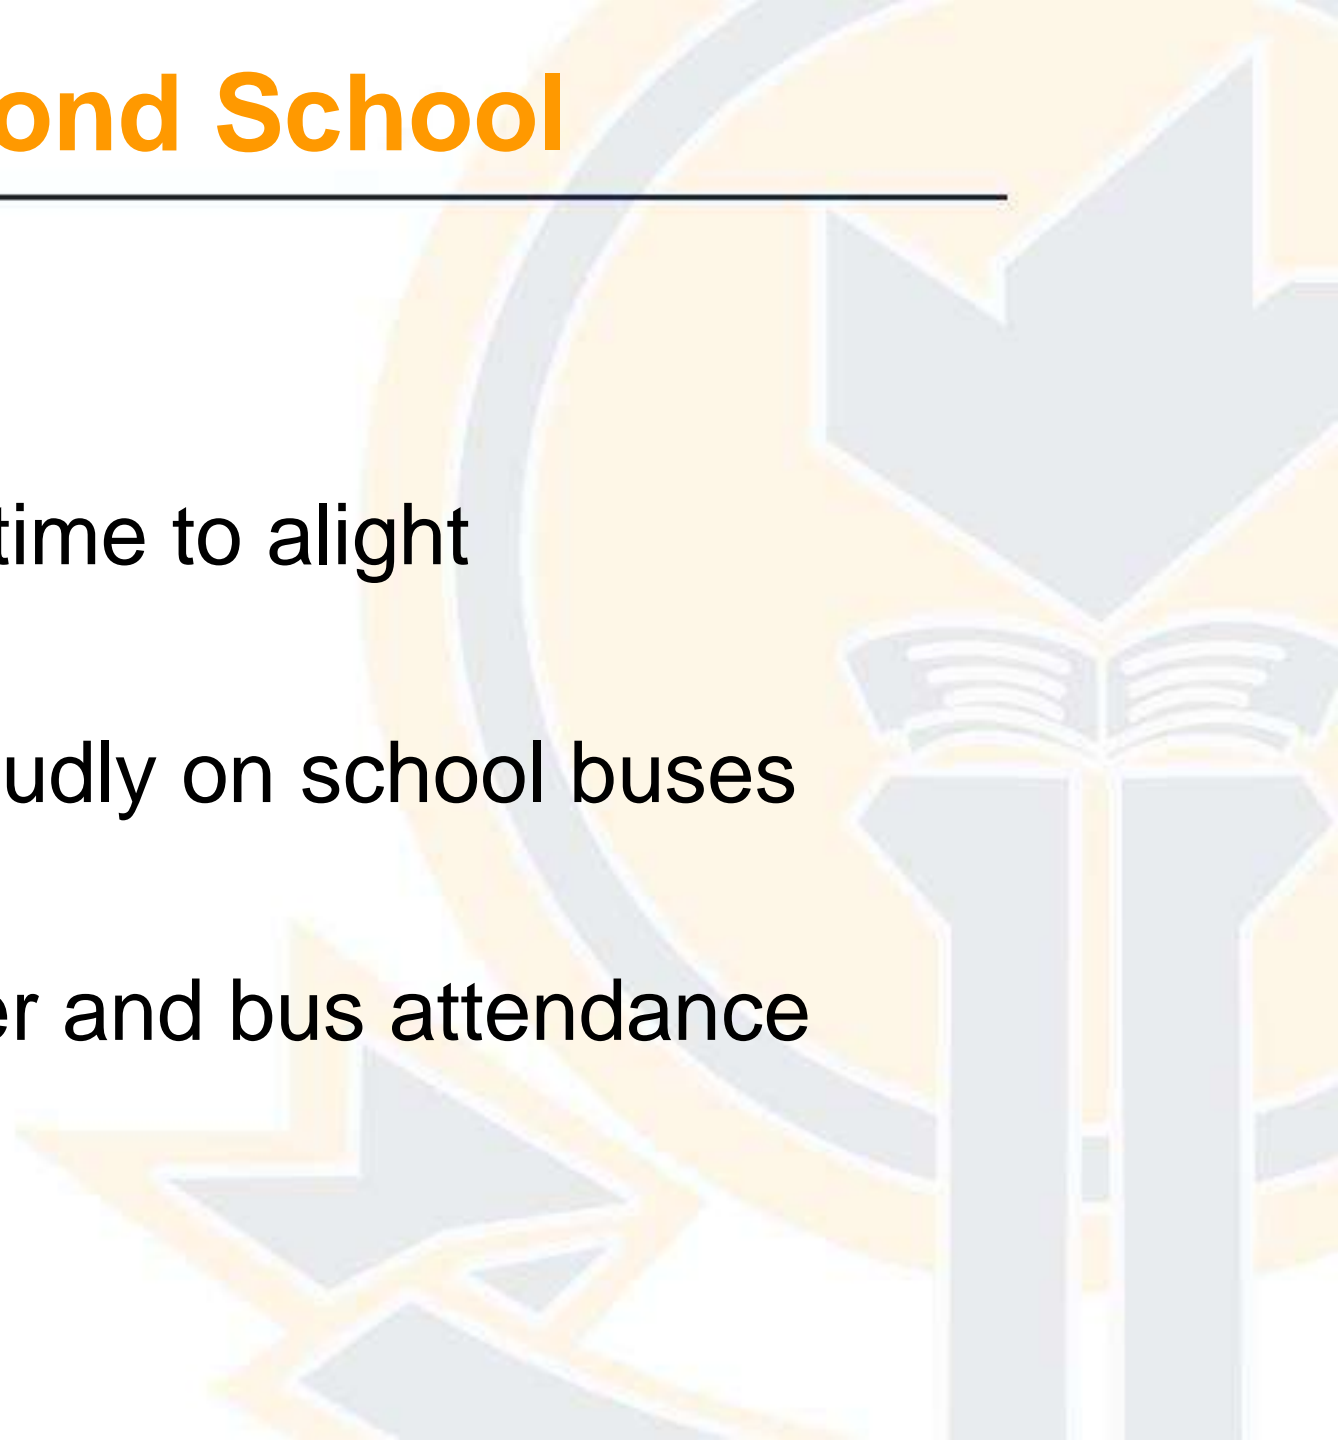 ond School
time to alight
udly on school buses
er and bus attendance